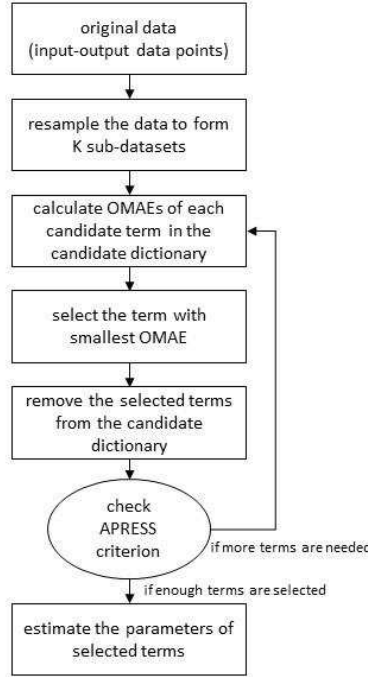 original data
(input-output data points)
resample the data to form
K sub-datasets
calculate OMAEs of each
candidate term in the
candidate dictionary
select the term with
smallest OMAE
remove the selected terms
from the candidate
dictionary
check
APRESS
criterion
if more terms are needed
if enough terms are selected
estimate the parameters of
selected terms